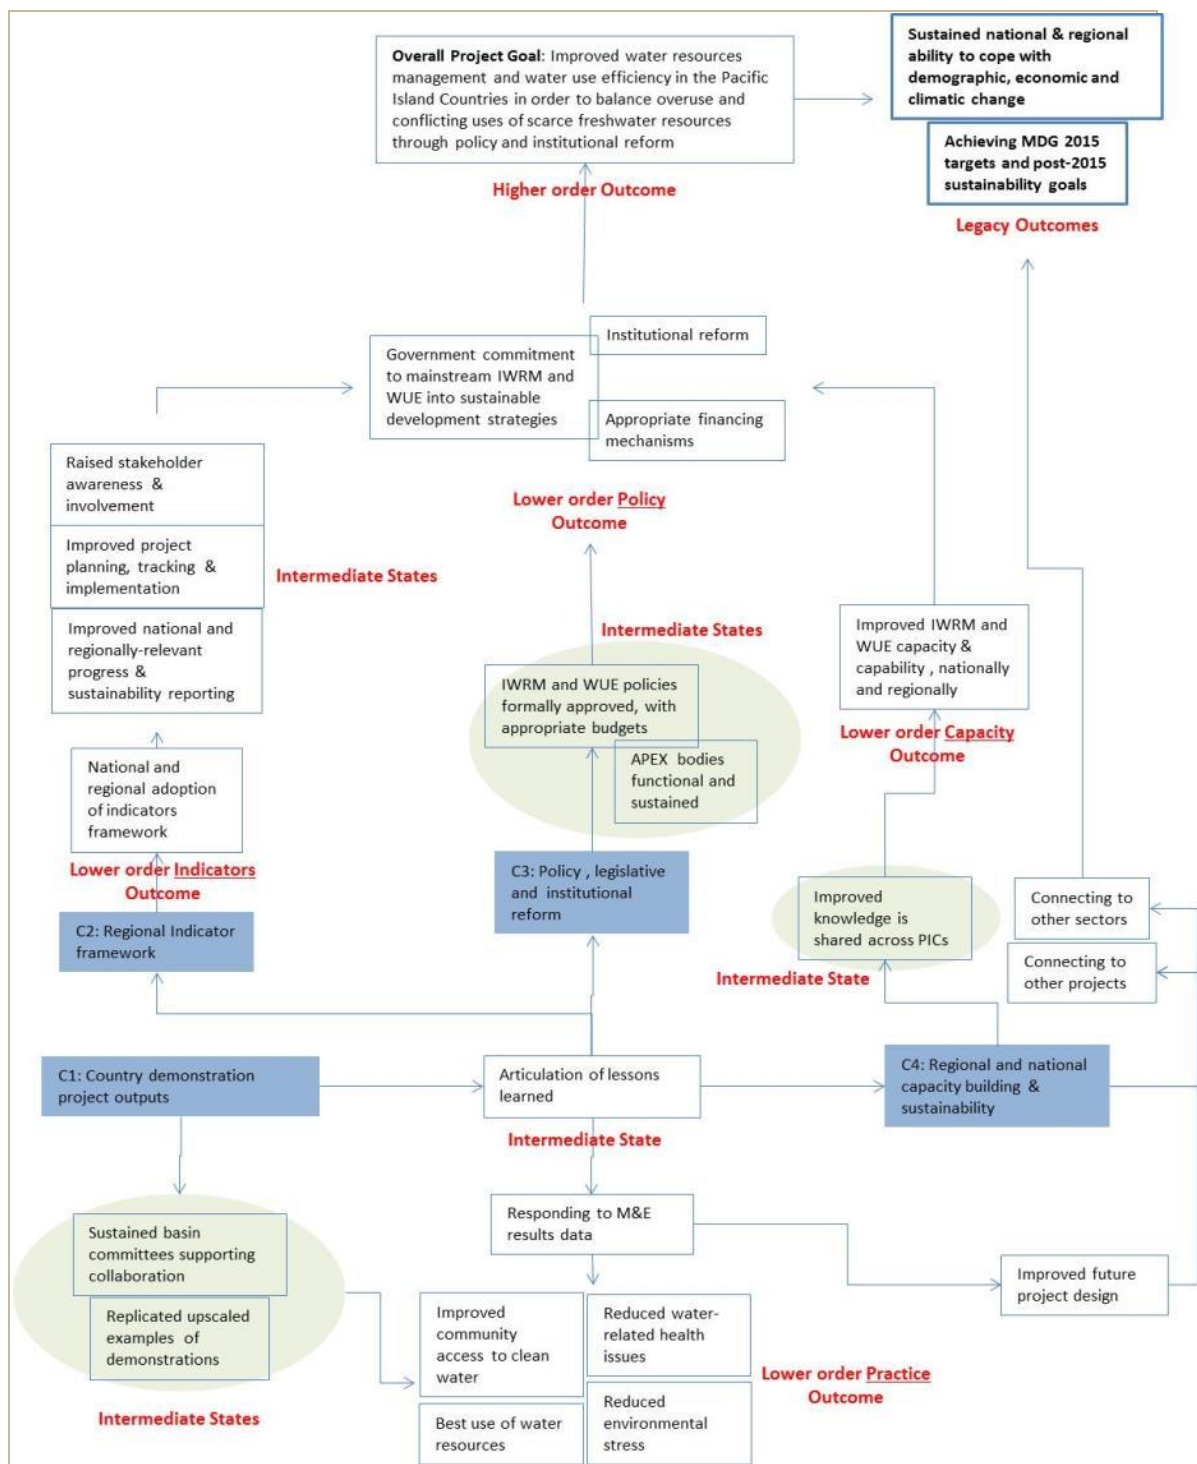 Overall Project Goal: Improved water resources
management and water use efficiency in the Pacific
Island Countries in order to balance overuse and
conflicting uses of scarce freshwater resources
through policy and institutional reform
Sustained national & regional
ability to cope with
demographic, economic and
climatic change
Achieving MDG 2015
targets and post-2015
sustainability goals
Higher order Outcome
Legacy Outcomes
Institutional reform
Government commitment
to mainstream IWRM and
WUE into sustainable
development strategies
Appropriate financing
mechanisms
Lower order Policy
Outcome
Raised stakeholder
awareness &
involvement
Improved project
planning, tracking &
implementation
Improved national and
regionally-relevant
progress &
sustainability reporting
Intermediate States
Intermediate States
IWRM and WUE policies
formally approved, with
appropriate budgets
APEX bodies
functional and
sustained
Improved IWRM and
WUE capacity &
capability , nationally
and regionally
Lower order Capacity
Outcome
National and
regional adoption
of indicators
framework
Lower order Indicators
Outcome
C2: Regional Indicator
framework
C3: Policy , legislative
and institutional
reform
Improved
knowledge is
shared across PICs
Intermediate State
Connecting to
other sectors
Connecting to
other projects
C1: Country demonstration
project outputs
Articulation of lessons
learned
Intermediate State
C4: Regional and national
capacity building &
sustainability
Sustained basin
committees supporting
collaboration
Replicated upscaled
examples of
demonstrations
Intermediate States
Responding to M&E
results data
Improved future
project design
Improved
community
access to clean
water
Reduced water-
related health
issues
Best use of water
resources
Reduced
environmental
stress
Lower order Practice
Outcome